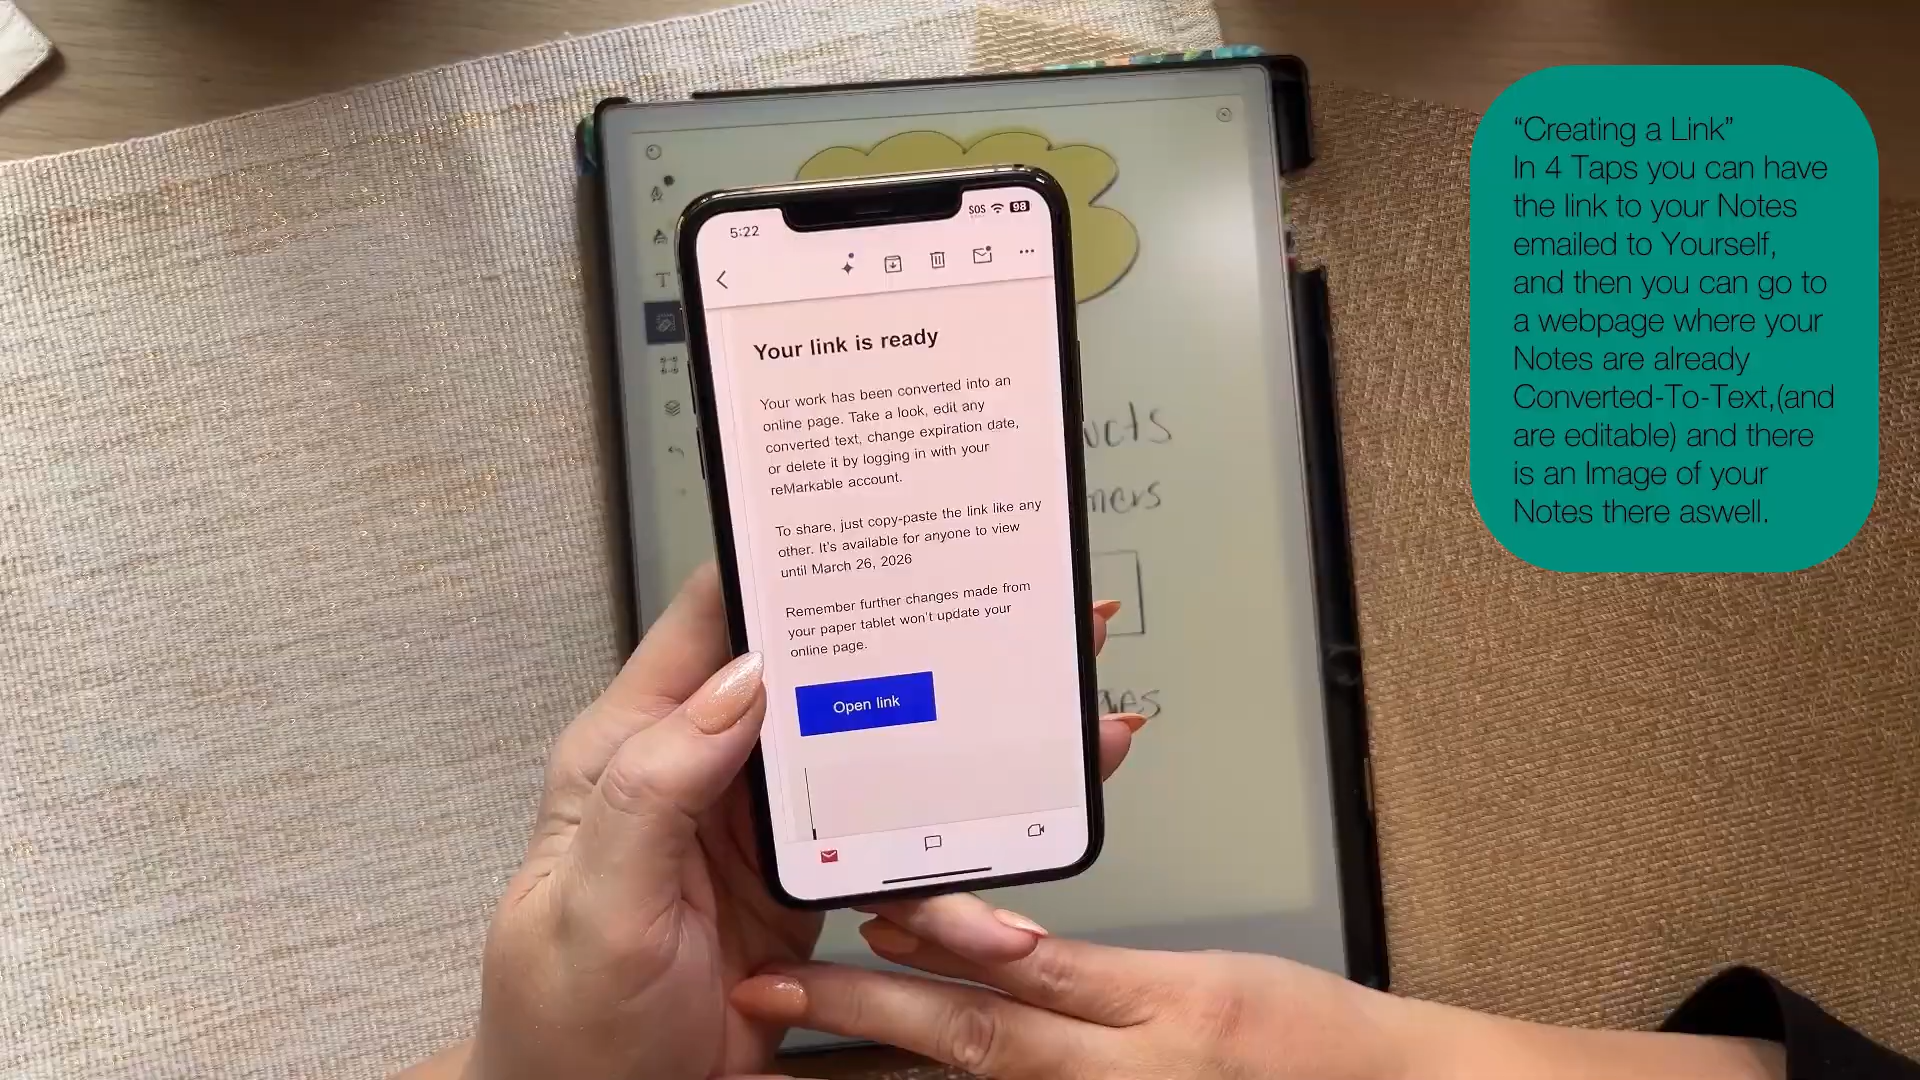 5:22
SOS 98
Your link is ready
Your work has been converted into an
online page. Take a look, edit any
converted text, change expiration date,
or delete it by logging in with your
reMarkable account.
To share, just copy-paste the link like any
other. It's available for anyone to view
until March 26, 2026
Remember further changes made from
your paper tablet won't update your
online page.
Open link
T
“Creating a Link”
In 4 Taps you can have
the link to your Notes
emailed to Yourself,
and then you can go to
a webpage where your
Notes are already
Converted-To-Text,(and
are editable) and there
is an Image of your
Notes there aswell.